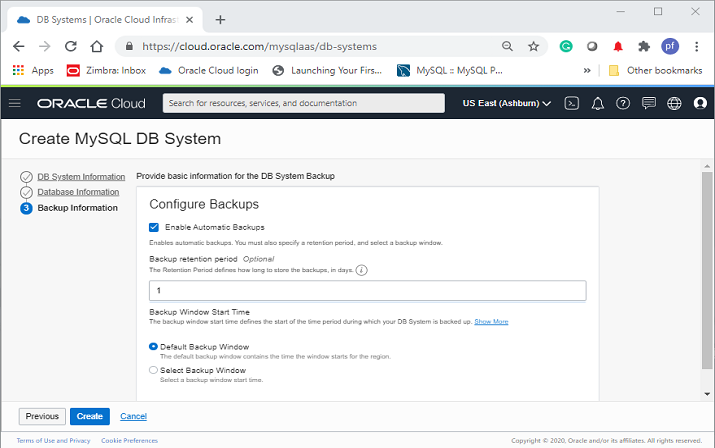 DB Systems | Oracle Cloud Infrast
https://cloud.oracle.com/mysqlaas/db-systems
pf
Apps
Zimbra: Inbox
Oracle Cloud login
Launching Your Firs...
MySQL :: MySQL P...
»
Other bookmarks
ORACLE Cloud
Search for resources, services, and documentation
US East (Ashburn)
Create MySQL DB System
DB System Information
Database Information
3 Backup Information
Provide basic information for the DB System Backup
Configure Backups
Enable Automatic Backups
Enables automatic backups. You must also specify a retention period, and select a backup window.
Backup retention period Optional
The Retention Period defines how long to store the backups, in days.
1
Backup Window Start Time
The backup window start time defines the start of the time period during which your DB System is backed up. Show More
Default Backup Window
The default backup window contains the time the window starts for the region.
Select Backup Window
Select a backup window start time.
Previous
Create
Cancel
Terms of Use and Privacy
Cookie Preferences
Copyright © 2020, Oracle and/or its affiliates. All rights reserved.